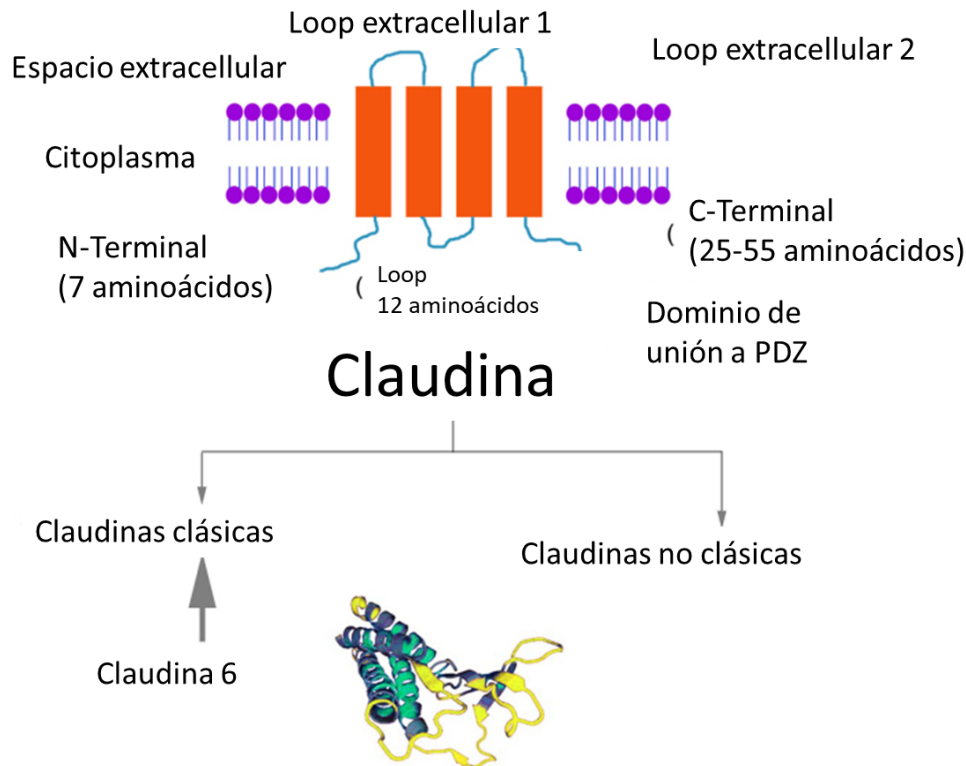 Loop extracellular 1
Loop extracellular 2
Espacio extracellular
Citoplasma
N-Terminal
(7 aminoácidos)
( Loop
12 aminoácidos
C-Terminal
( (25-55 aminoácidos)
Dominio de
unión a PDZ
Claudina
Claudinas clásicas
Claudinas no clásicas
Claudina 6